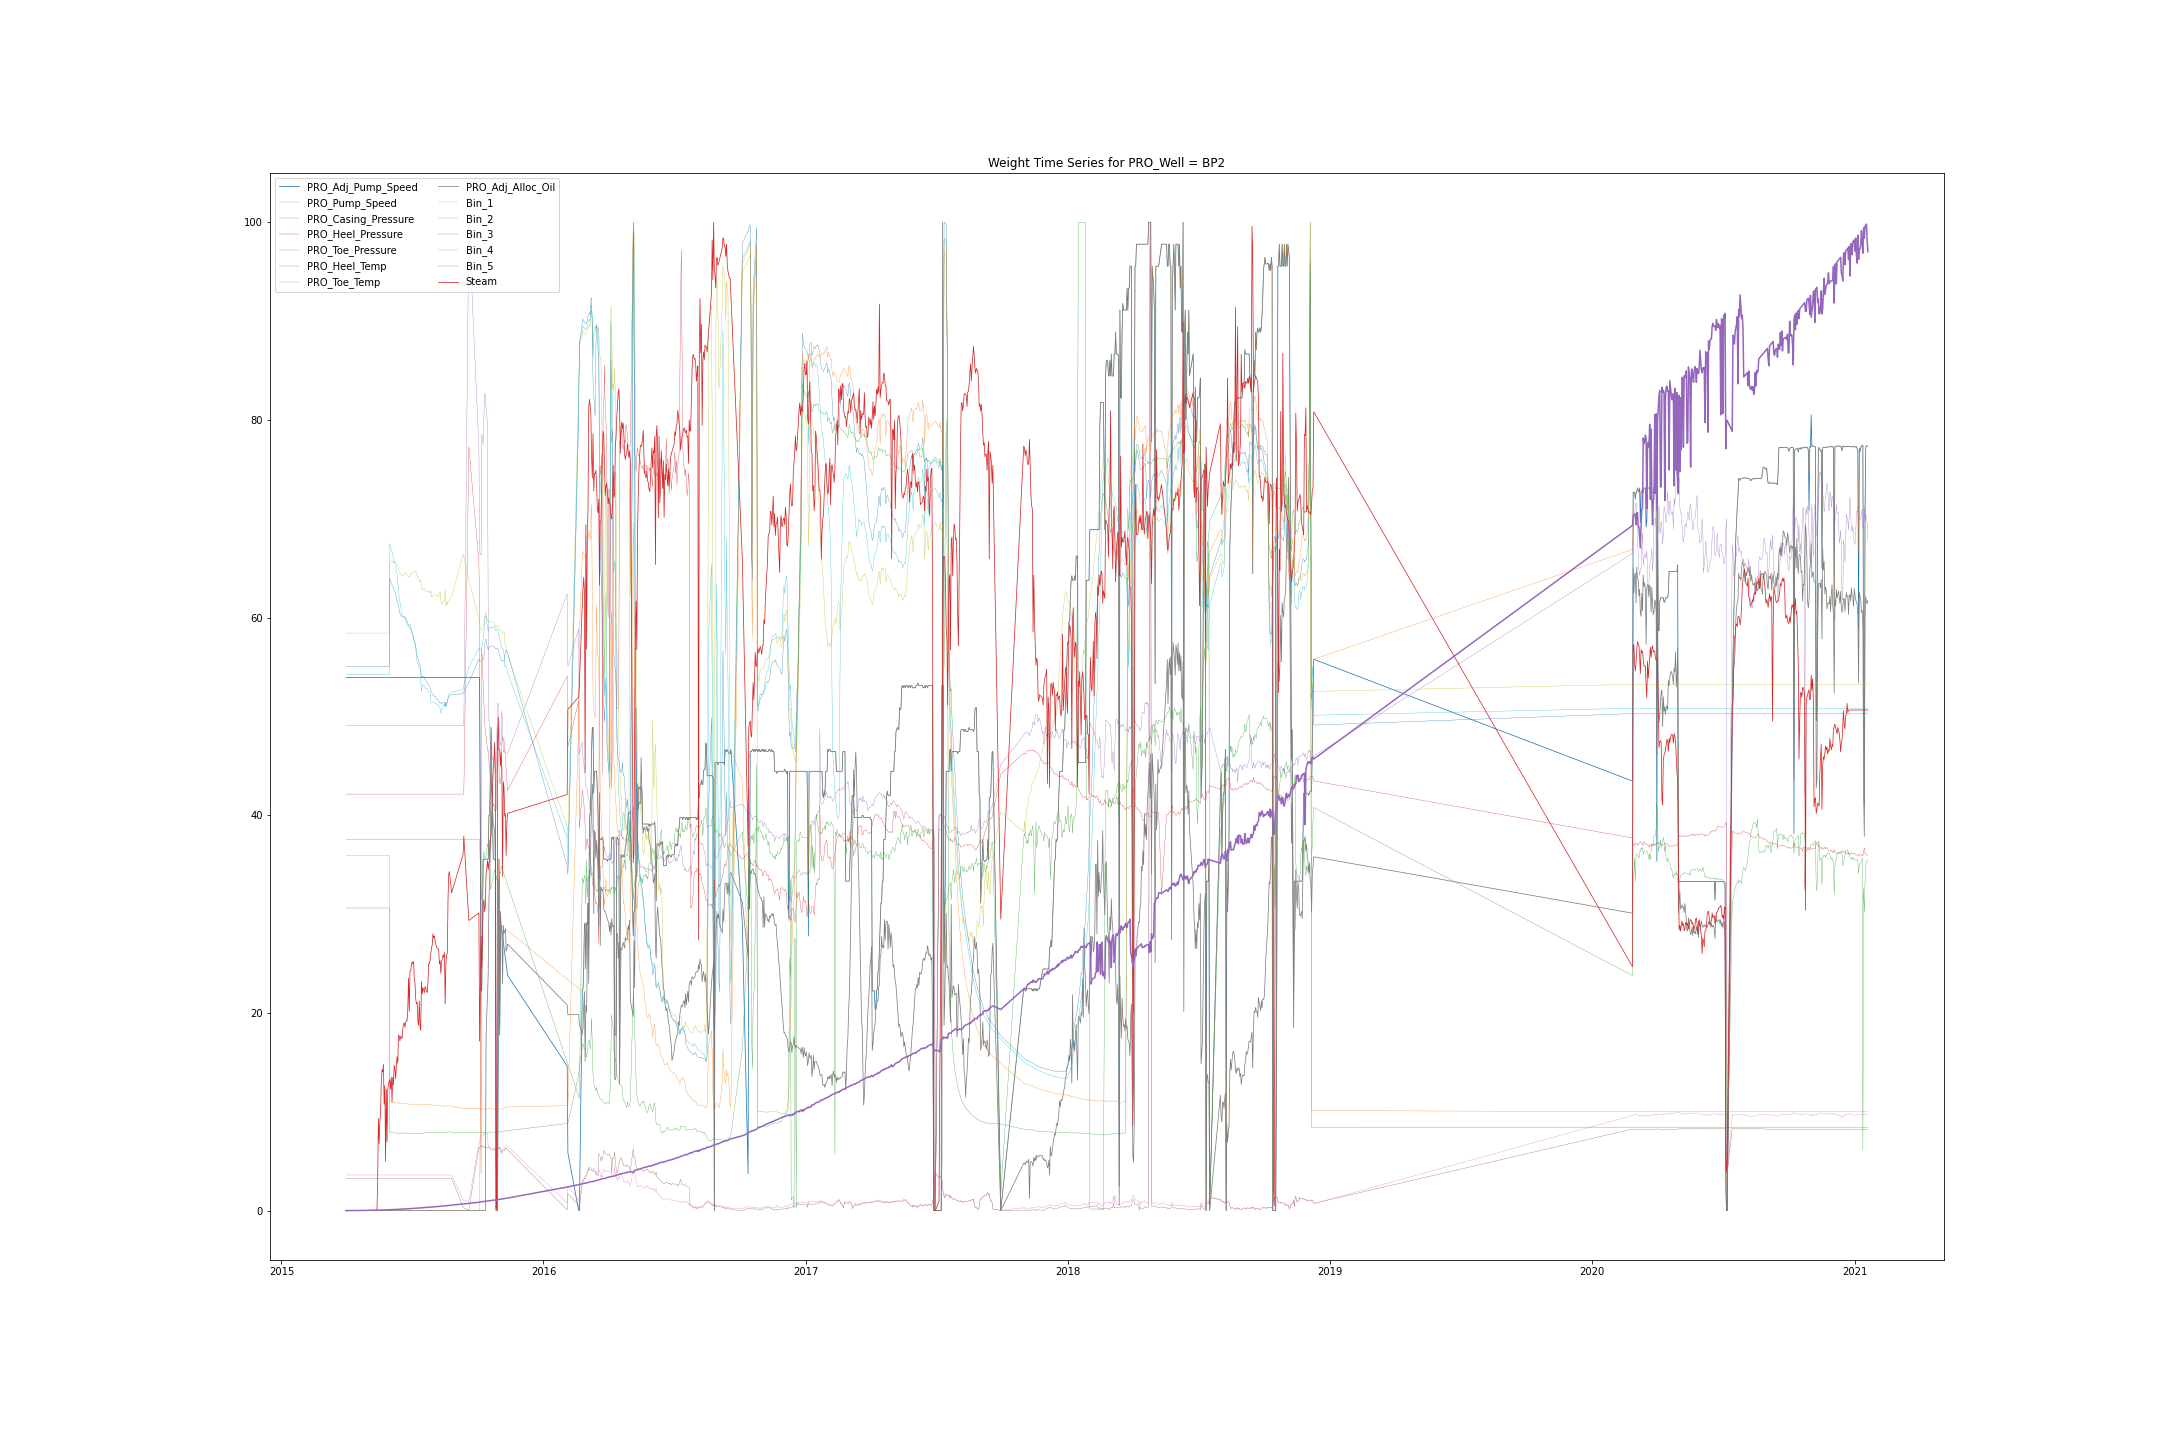 Weight Time Series for PRO_Well = BP2
PRO_Adj_Pump_Speed
PRO_Pump_Speed
PRO_Casing_Pressure
PRO_Heel_Pressure
PRO_Toe_Pressure
PRO_Heel_Temp
PRO_Toe_Temp
PRO_Adj_Alloc_Oil
Bin_1
Bin_2
Bin_3
Bin_4
Bin_5
Steam
100
80
60
40
20
0
2015 2016 2017 2018 2019 2020 2021